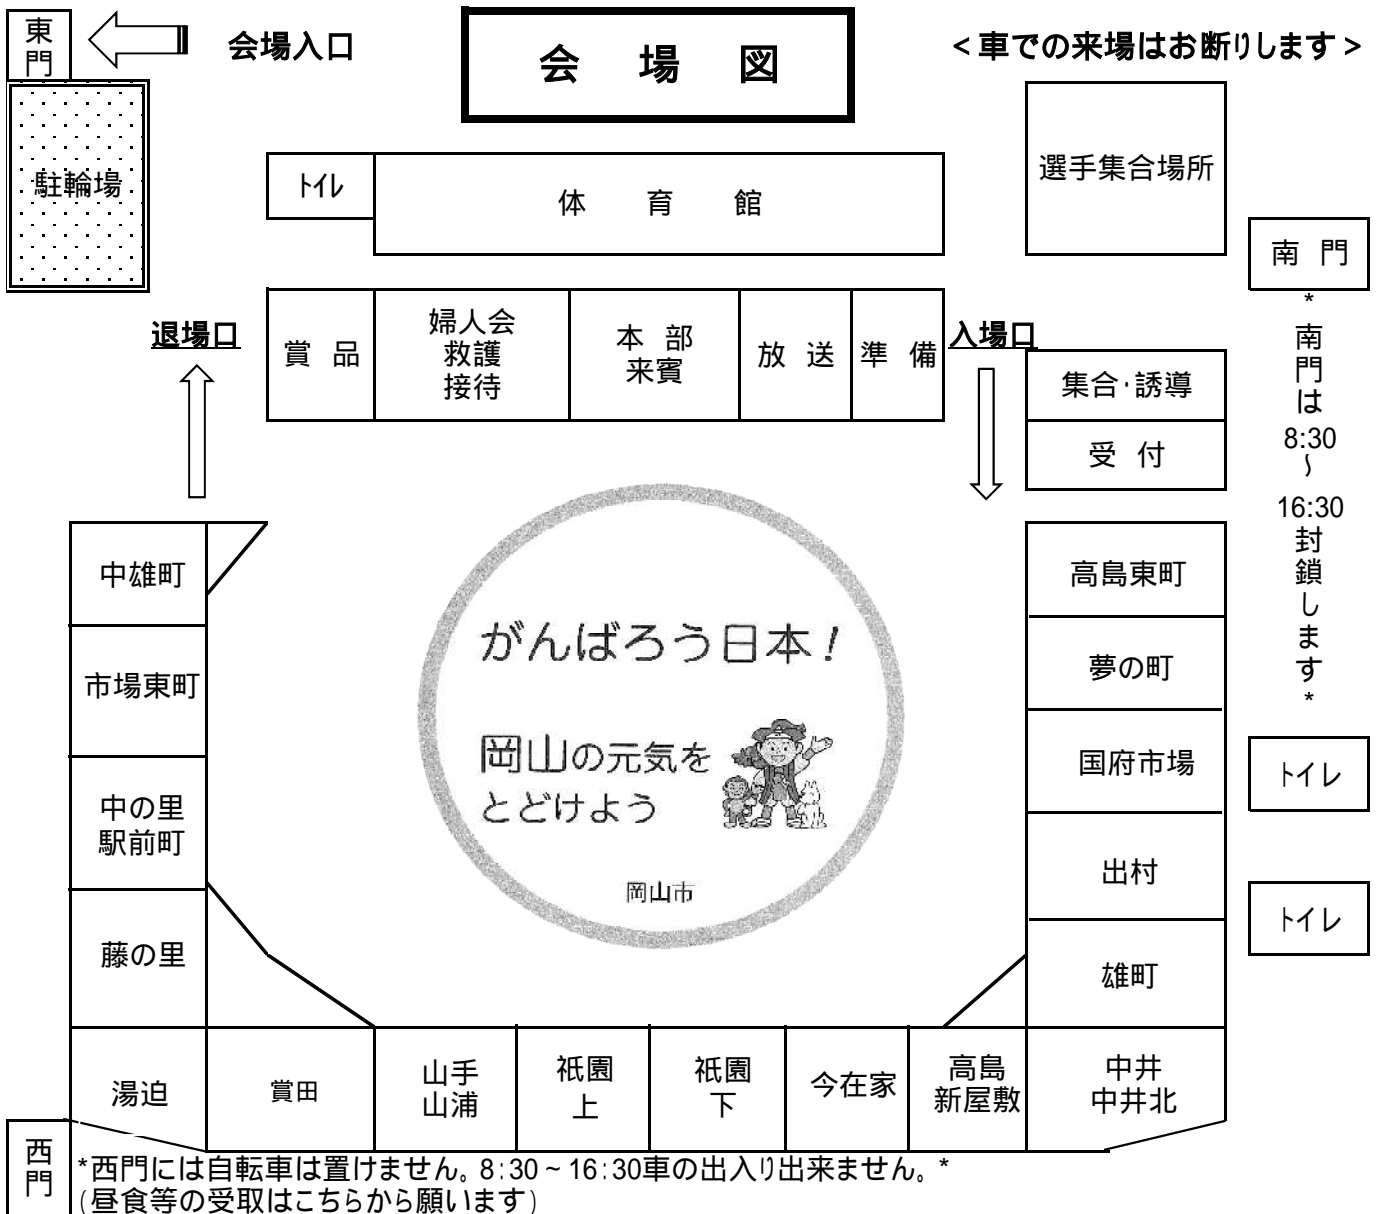 東門
会場入口
会 場 図
<車での来場はお断りします>
駐輪場
トイレ
体 育 館
選手集合場所
南 門
退場口
賞 品
婦人会
救護
接待
本 部
来賓
放 送
準 備
入場口
集合・誘導
受 付
*南門は8:30~16:30封鎖します*
中雄町
市場東町
中の里
駅前町
藤の里
がんばろう日本!
岡山の元気を
とどけよう
岡山市
高島東町
夢の町
国府市場
出村
雄町
トイレ
トイレ
湯迫
賞田
山手
山浦
祇園
上
祇園
下
今在家
高島
新屋敷
中井
中井北
西門
*西門には自転車は置けません。8:30~16:30車の出入り出来ません。*
(昼食等の受取はこちらから願います)